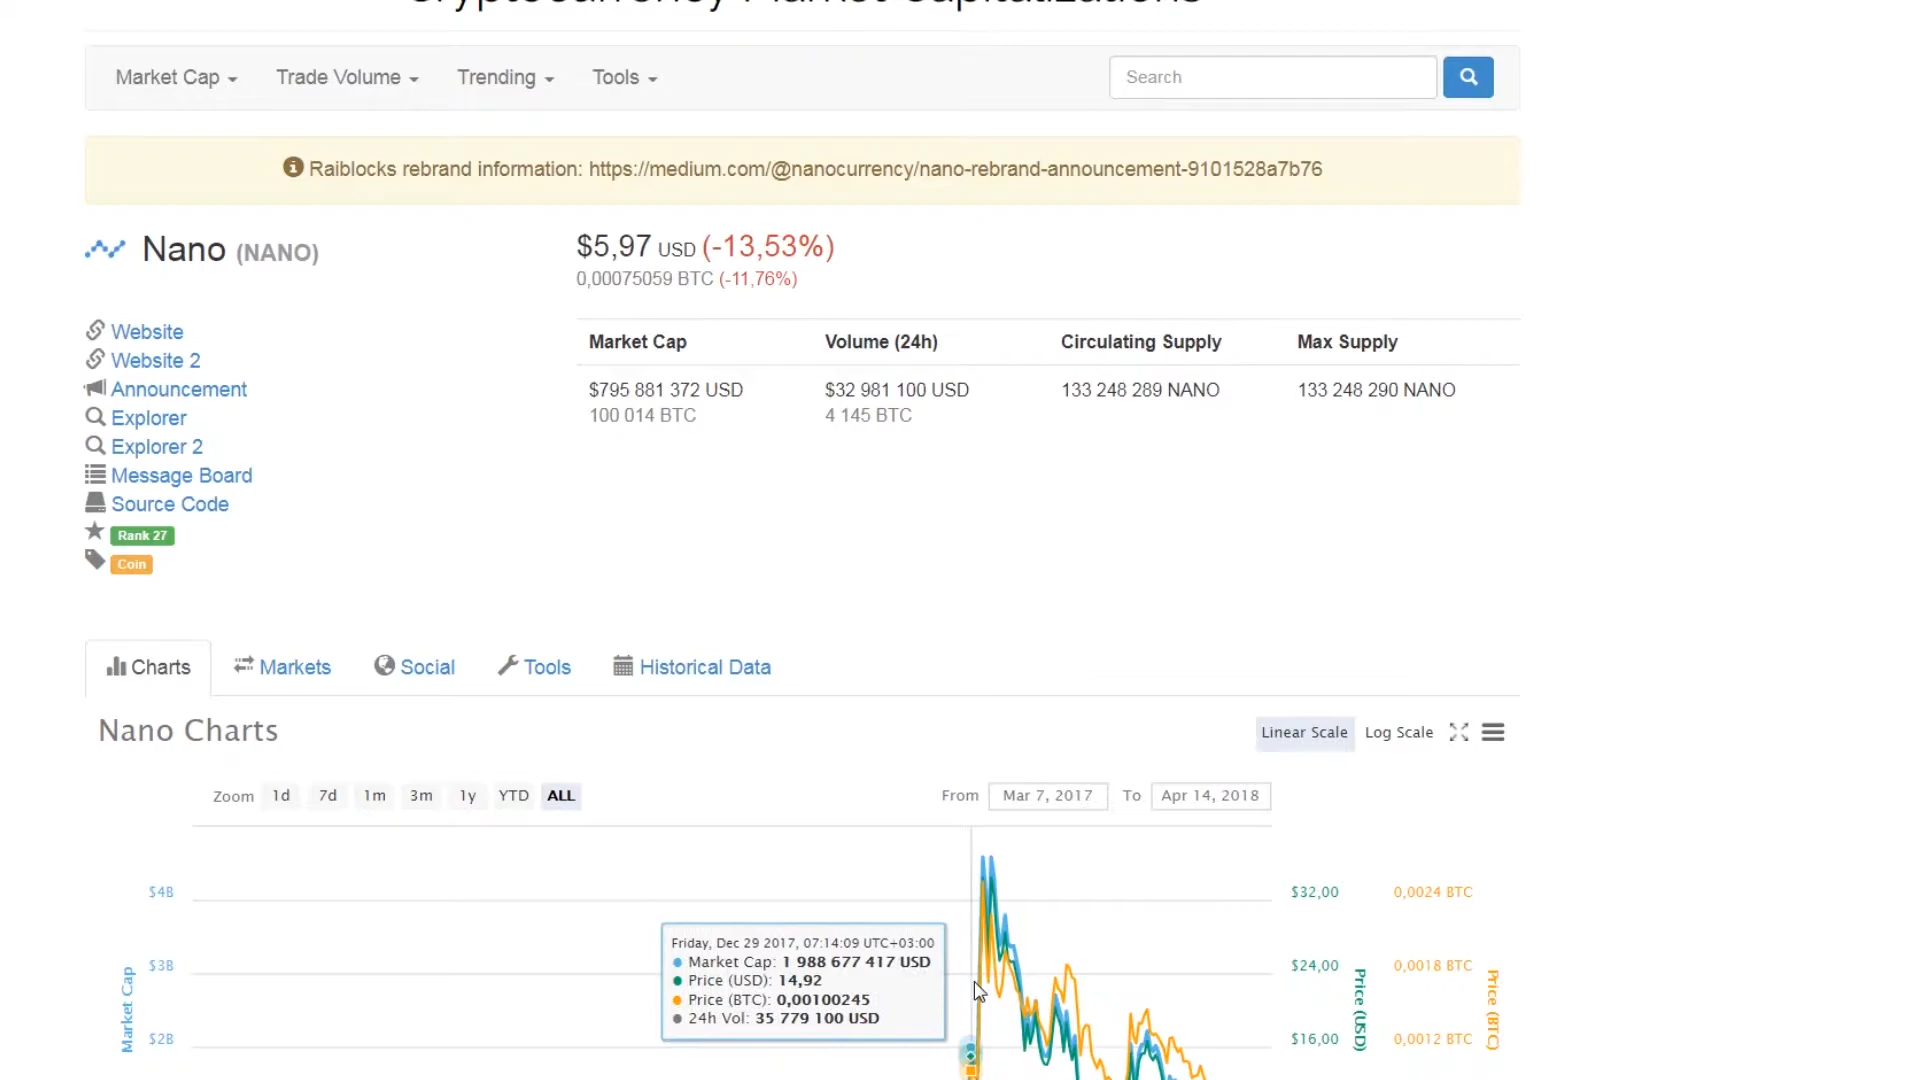 Cryptocurrency Market Capitalizations
Market Cap Trade Volume Trending Tools Search
Raiblocks rebrand information: https://medium.com/@nanocurrency/nano-rebrand-announcement-9101528a7b76
Nano (NANO)
$5,97 USD (-13,53%)
0,00075059 BTC (-11,76%)
Website
Website 2
Announcement
Explorer
Explorer 2
Message Board
Source Code
Rank 27
Coin
Market Cap Volume (24h) Circulating Supply Max Supply
$795 881 372 USD $32 981 100 USD 133 248 289 NANO 133 248 290 NANO
100 014 BTC 4 145 BTC
Charts Markets Social Tools Historical Data
Nano Charts
Linear Scale Log Scale
Zoom 1d 7d 1m 3m 1y YTD ALL From Mar 7, 2017 To Apr 14, 2018
$4B $32,00 0,0024 BTC
Friday, Dec 29 2017, 07:14:09 UTC+03:00
Market Cap: 1 988 677 417 USD
Price (USD): 14,92
Price (BTC): 0,00100245
24h Vol: 35 779 100 USD
$3B $24,00 0,0018 BTC
$2B $16,00 0,0012 BTC
Market Cap
Price (USD)
Price (BTC)